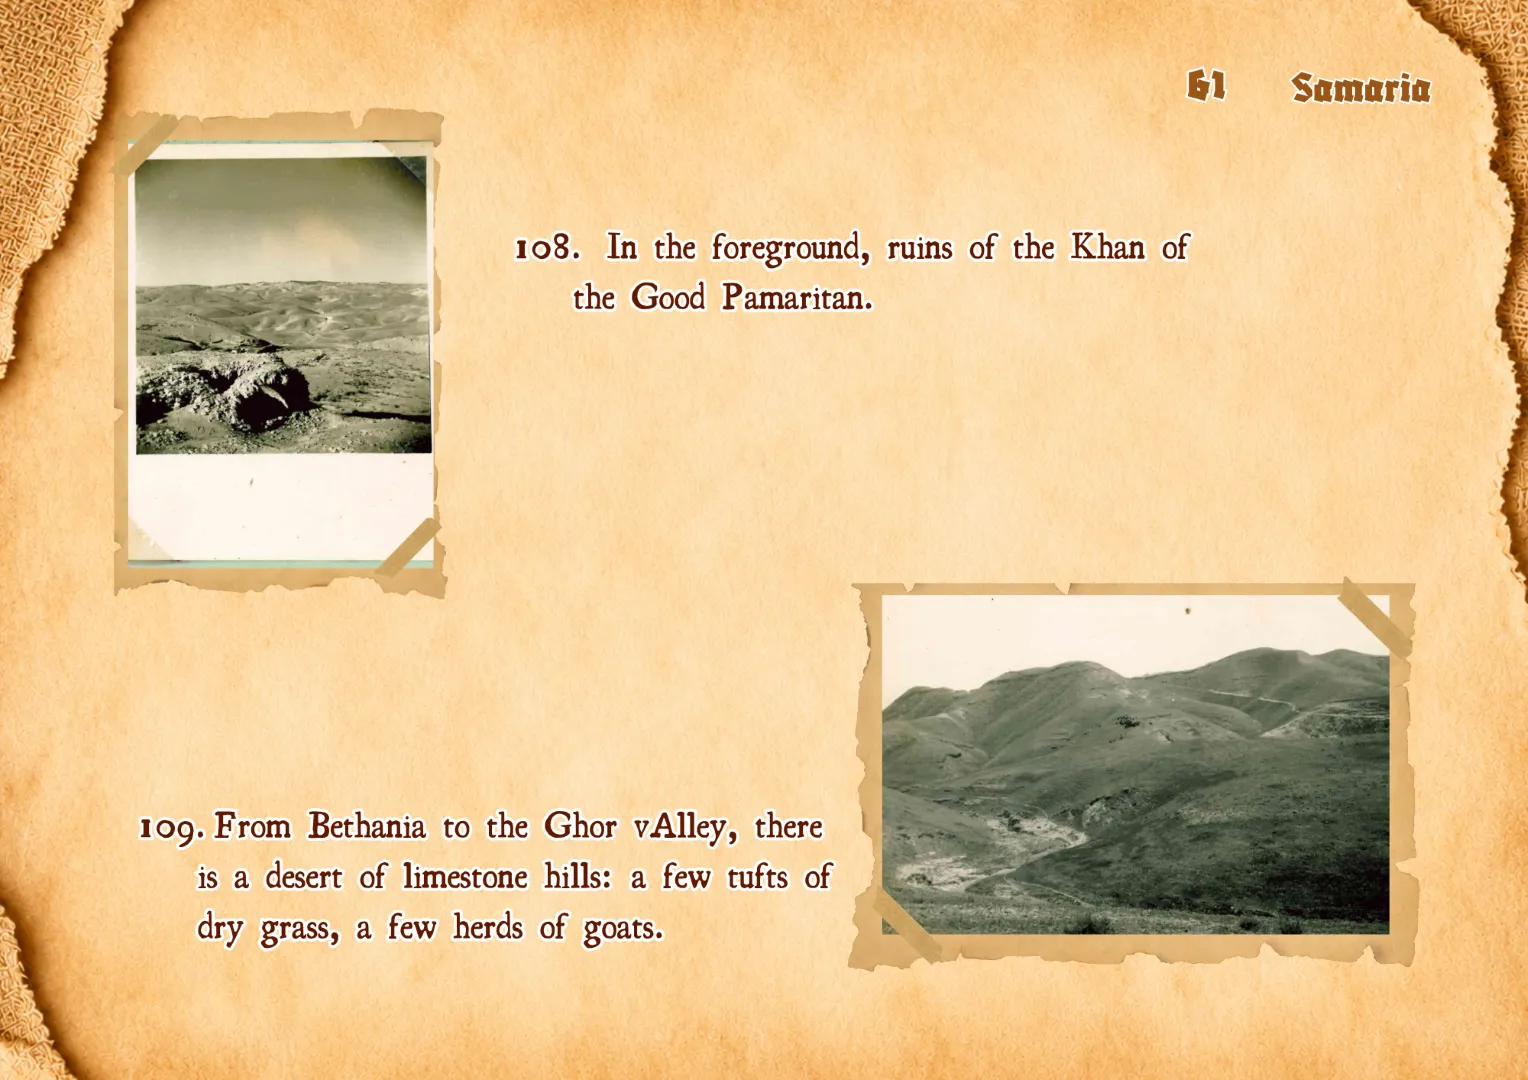 61 Samaria
108. In the foreground, ruins of the Khan of
the Good Pamaritan.
109. From Bethania to the Ghor vAlley, there
is a desert of limestone hills: a few tufts of
dry grass, a few herds of goats.